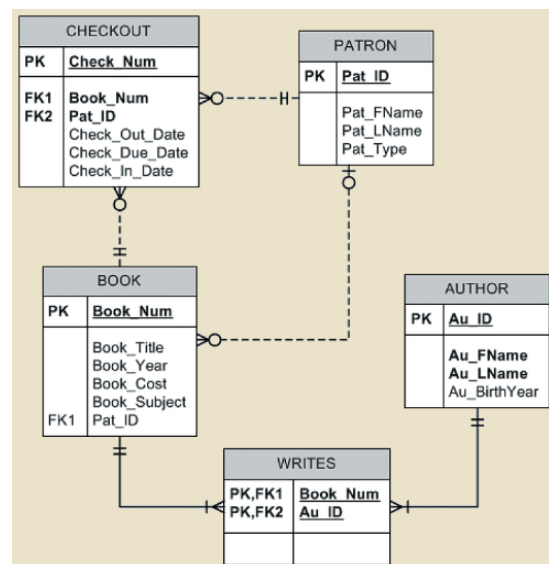 CHECKOUT
PK Check_Num
FK1 Book_Num
FK2 Pat_ID
Check_Out_Date
Check_Due_Date
Check_In_Date
PATRON
PK Pat_ID
Pat_FName
Pat_LName
Pat_Type
BOOK
PK Book_Num
Book_Title
Book_Year
Book_Cost
Book_Subject
FK1 Pat_ID
AUTHOR
PK Au_ID
Au_FName
Au_LName
Au_BirthYear
WRITES
PK,FK1 Book_Num
PK,FK2 Au_ID